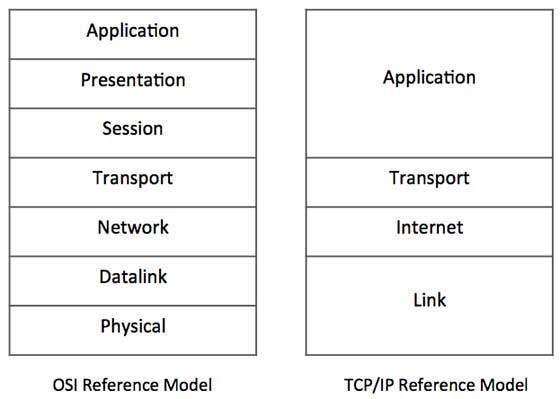 Application
Presentation
Session
Transport
Network
Datalink
Physical
OSI Reference Model
Application
Transport
Internet
Link
TCP/IP Reference Model